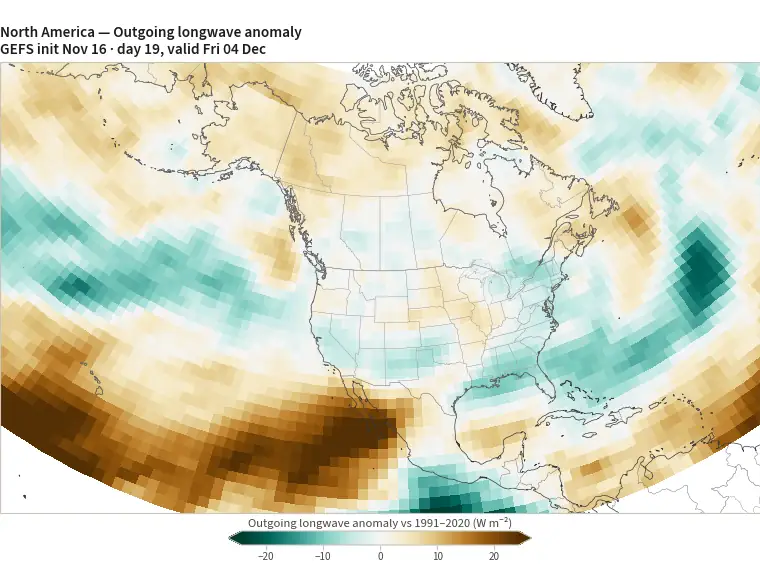 North America — Outgoing longwave anomaly
GEFS init Nov 16 · day 19, valid Fri 04 Dec
Outgoing longwave anomaly vs 1991–2020 (W m⁻²)
−20 −10 0 10 20